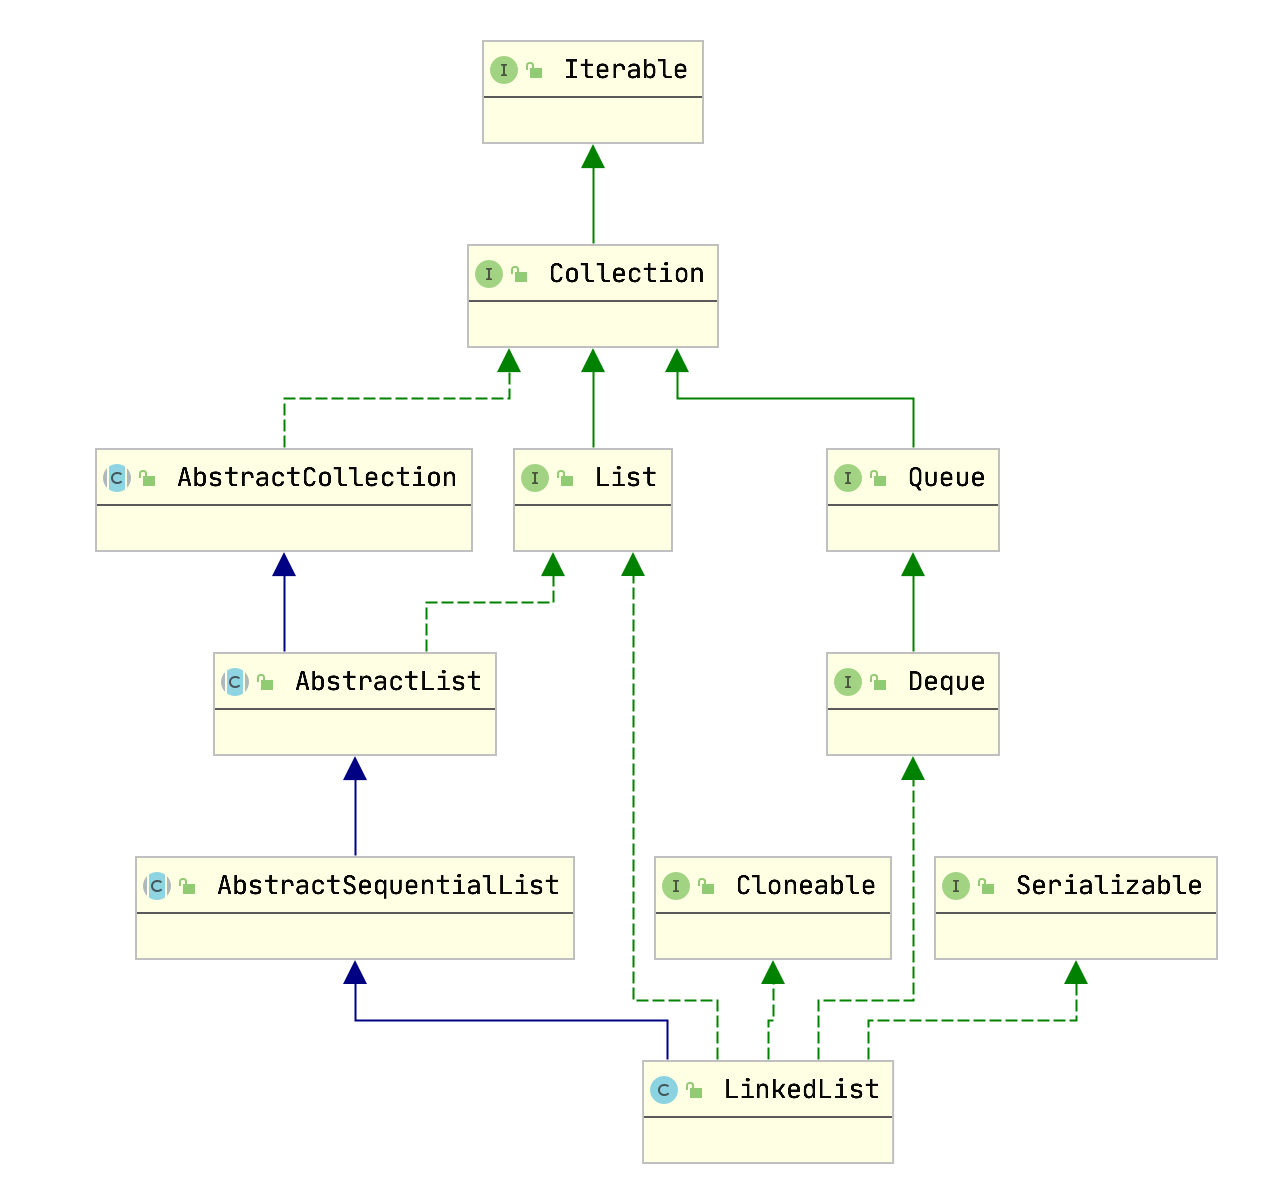 I Iterable
I Collection
C AbstractCollection
I List
I Queue
C AbstractList
I Deque
C AbstractSequentialList
I Cloneable
I Serializable
C LinkedList